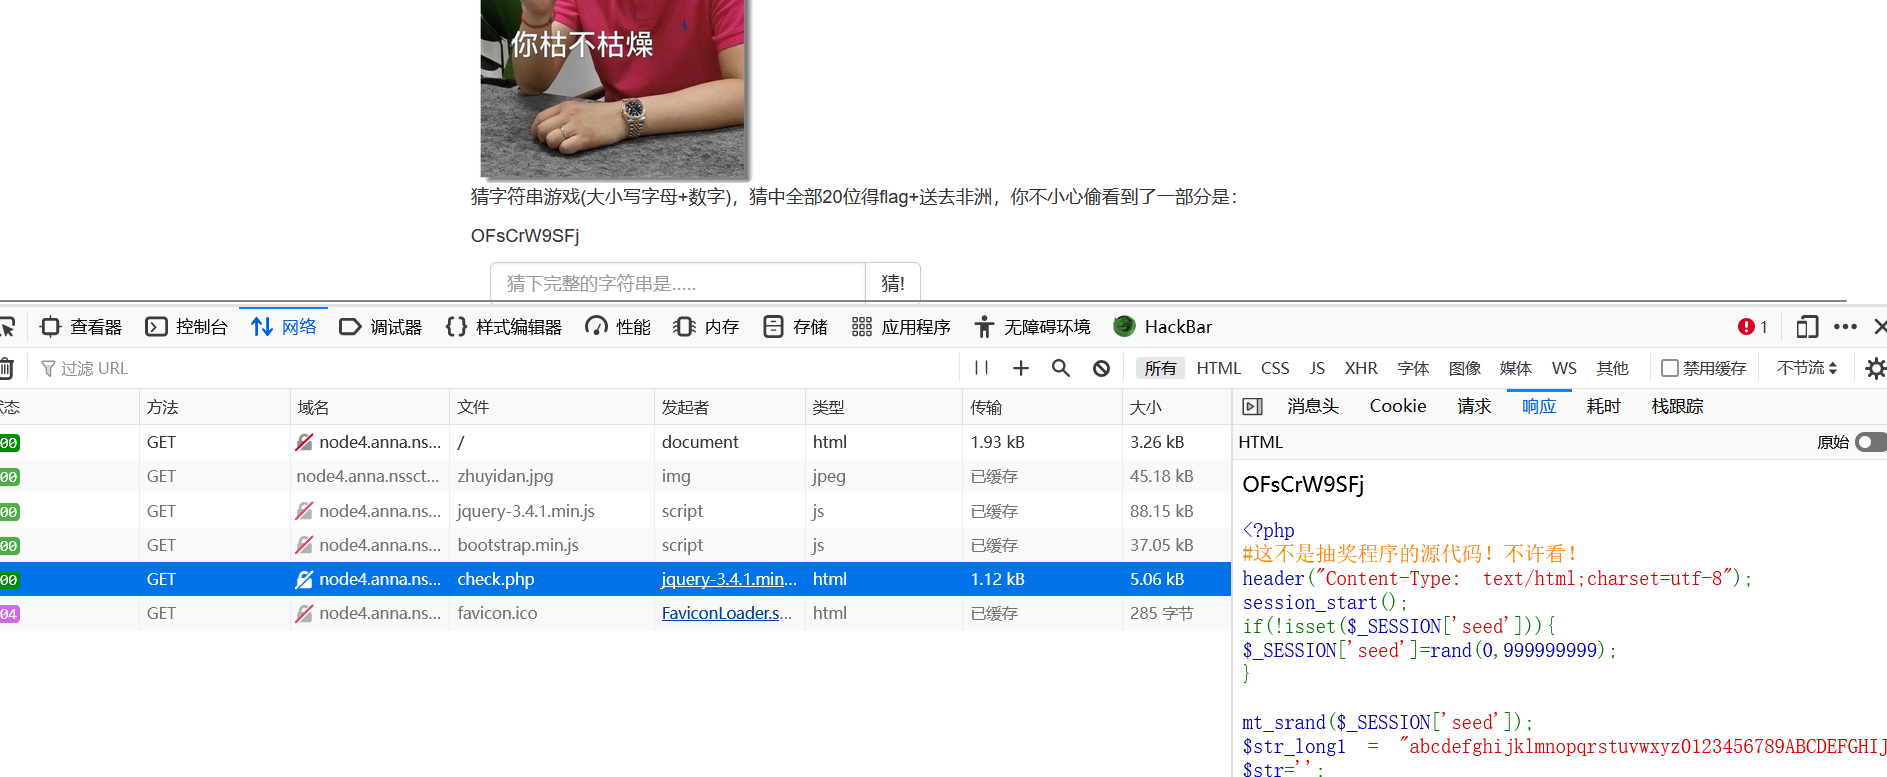 你枯不枯燥
猜字符串游戏(大小写字母+数字)，猜中全部20位得flag+送去非洲，你不小心偷看到了一部分是：
OFsCrW9SFj
猜下完整的字符串是..... 猜!
查看器 控制台 网络 调试器 样式编辑器 性能 内存 存储 应用程序 无障碍环境 HackBar 1
过滤 URL 所有 HTML CSS JS XHR 字体 图像 媒体 WS 其他 禁用缓存 不节流
方法 域名 文件 发起者 类型 传输 大小 消息头 Cookie 请求 响应 耗时 栈跟踪
00 GET node4.anna.ns... / document html 1.93 kB 3.26 kB
HTML 原始
00 GET node4.anna.nssct... zhuyidan.jpg img jpeg 已缓存 45.18 kB
00 GET node4.anna.ns... jquery-3.4.1.min.js script js 已缓存 88.15 kB
00 GET node4.anna.ns... bootstrap.min.js script js 已缓存 37.05 kB
00 GET node4.anna.ns... check.php jquery-3.4.1.min... html 1.12 kB 5.06 kB
04 GET node4.anna.ns... favicon.ico FaviconLoader.s... html 已缓存 285 字节
OFsCrW9SFj
<?php
#这不是抽奖程序的源代码！不许看！
header("Content-Type: text/html;charset=utf-8");
session_start();
if(!isset($_SESSION['seed'])){
$_SESSION['seed']=rand(0,999999999);
}
mt_srand($_SESSION['seed']);
$str_long1 = "abcdefghijklmnopqrstuvwxyz0123456789ABCDEFGHIJ
$str='';